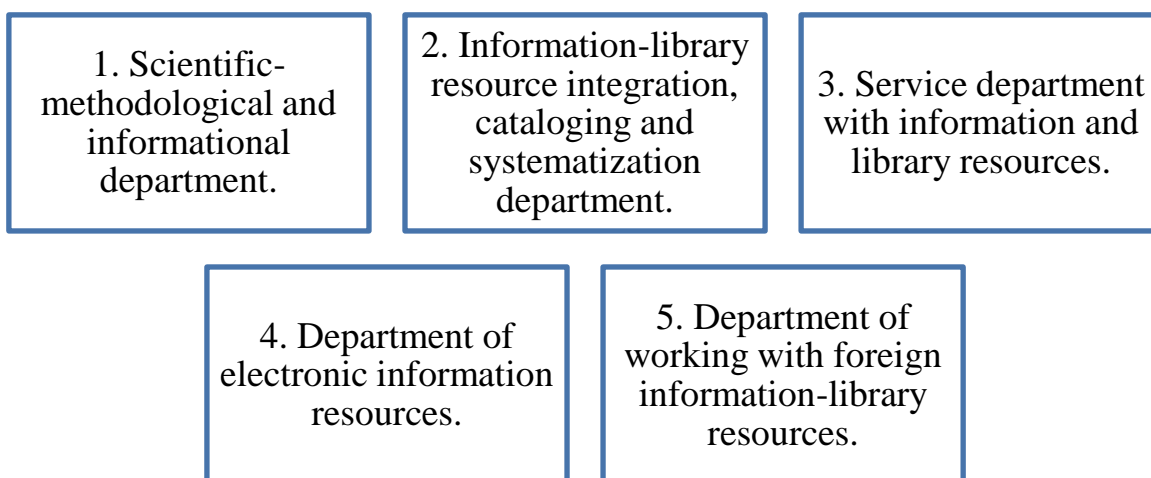 1. Scientific-
methodological and
informational
department.
2. Information-library
resource integration,
cataloging and
systematization
department.
3. Service department
with information and
library resources.
4. Department of
electronic information
resources.
5. Department of
working with foreign
information-library
resources.